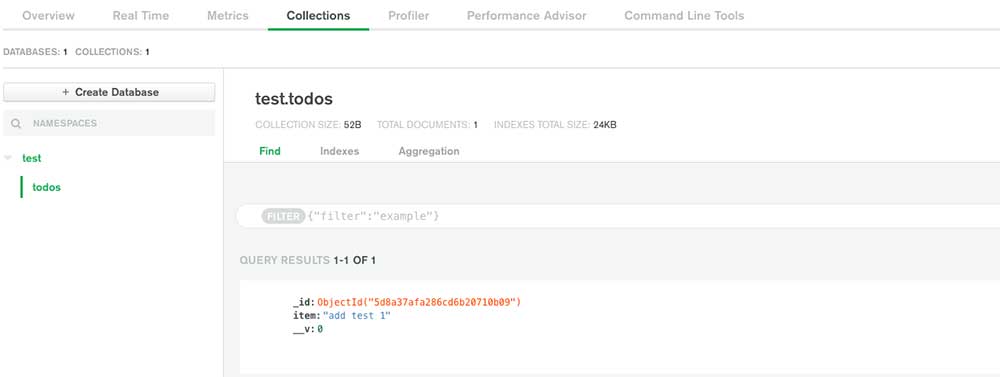 Overview Real Time Metrics Collections Profiler Performance Advisor Command Line Tools
DATABASES: 1 COLLECTIONS: 1
+ Create Database
NAMESPACES
test
todos
test.todos
COLLECTION SIZE: 52B TOTAL DOCUMENTS: 1 INDEXES TOTAL SIZE: 24KB
Find Indexes Aggregation
FILTER {"filter":"example"}
QUERY RESULTS 1-1 OF 1
_id: ObjectId("5d8a37afa286cd6b20710b09")
item: "add test 1"
__v: 0